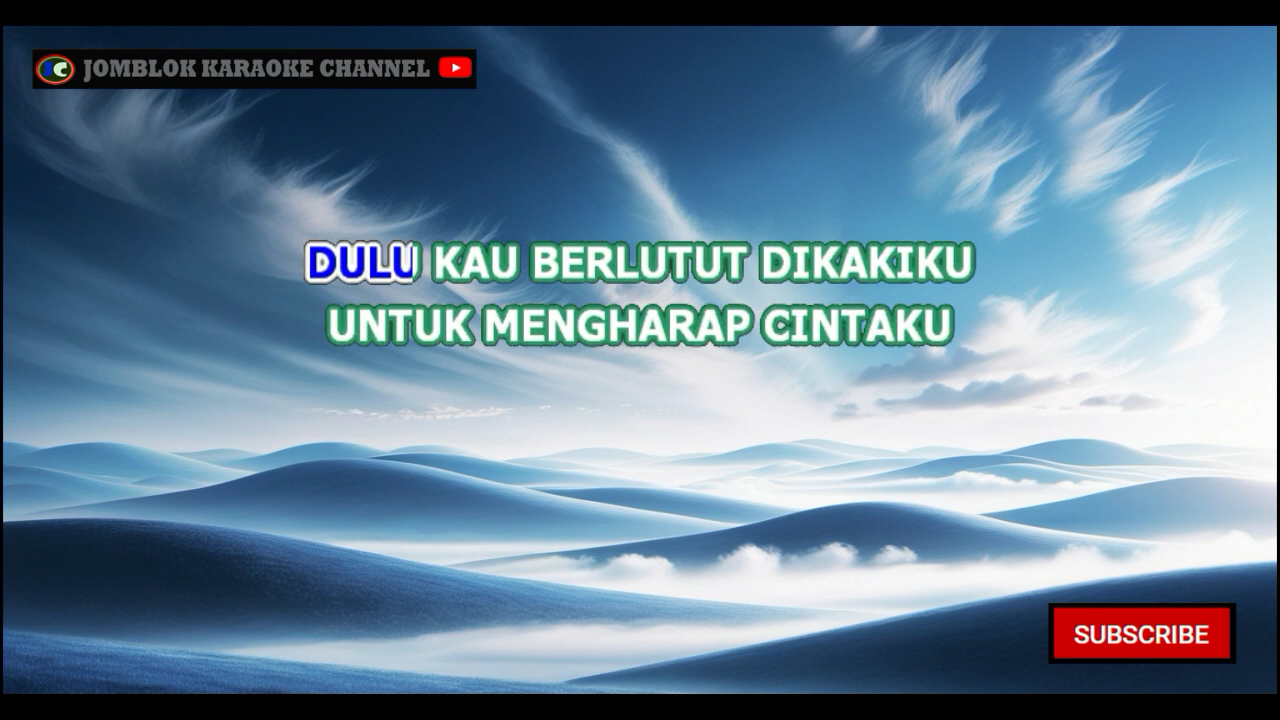 JOMBLOK KARAOKE CHANNEL
DULU KAU BERLUTUT DIKAKIKU
UNTUK MENGHARAP CINTAKU
SUBSCRIBE